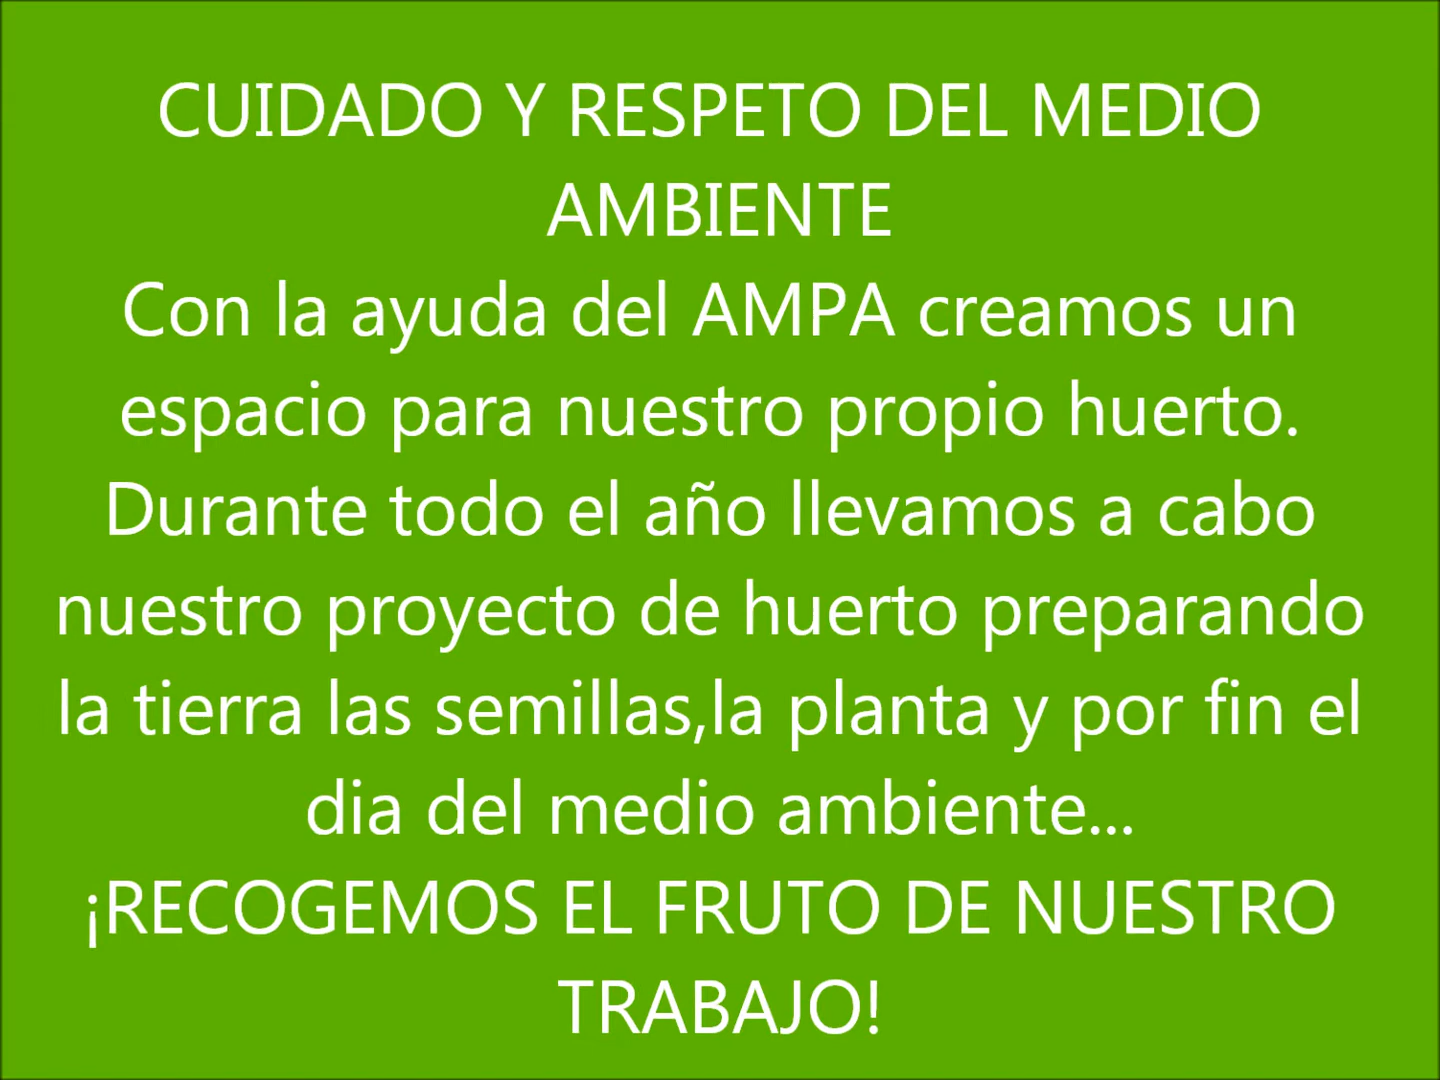 CUIDADO Y RESPETO DEL MEDIO
AMBIENTE
Con la ayuda del AMPA creamos un
espacio para nuestro propio huerto.
Durante todo el año llevamos a cabo
nuestro proyecto de huerto preparando
la tierra las semillas,la planta y por fin el
dia del medio ambiente...
¡RECOGEMOS EL FRUTO DE NUESTRO
TRABAJO!